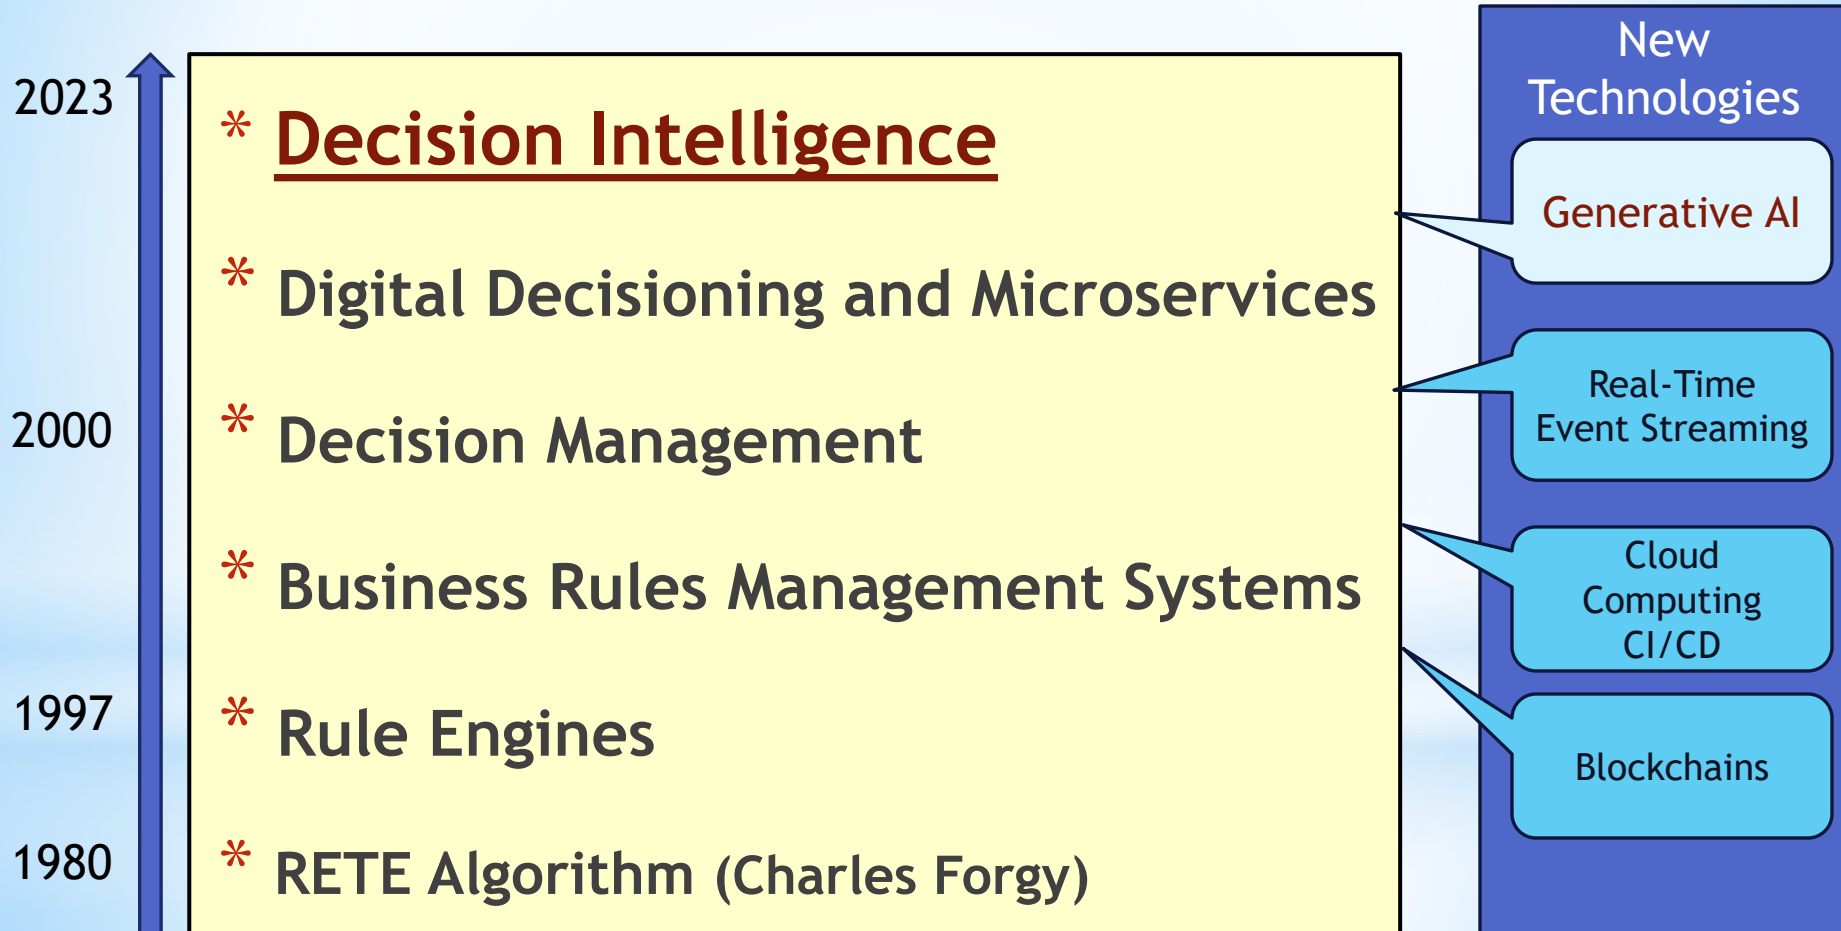 2023
* Decision Intelligence
* Digital Decisioning and Microservices
2000
* Decision Management
* Business Rules Management Systems
1997
* Rule Engines
1980
* RETE Algorithm (Charles Forgy)
New
Technologies
Generative AI
Real-Time
Event Streaming
Cloud
Computing
CI/CD
Blockchains